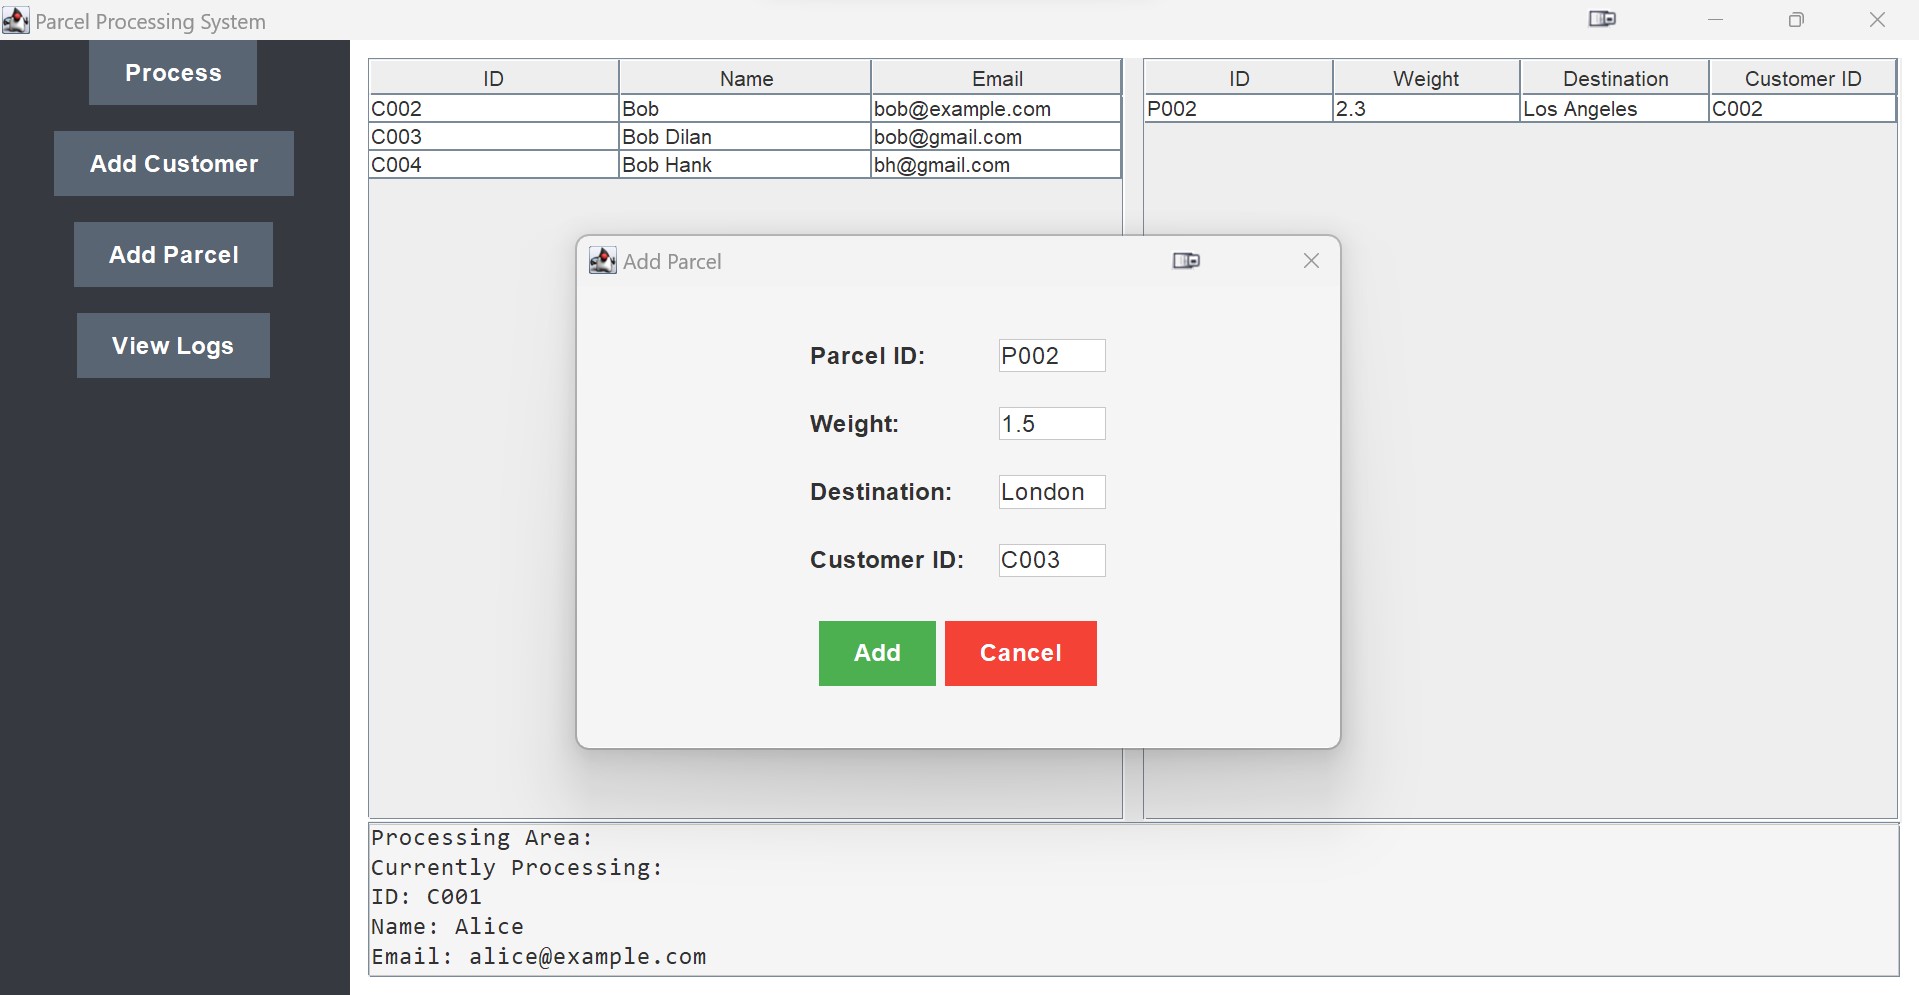 Parcel Processing System
Process
Add Customer
Add Parcel
View Logs
ID Name Email
C002 Bob bob@example.com
C003 Bob Dilan bob@gmail.com
C004 Bob Hank bh@gmail.com
ID Weight Destination Customer ID
P002 2.3 Los Angeles C002
Add Parcel
Parcel ID: P002
Weight: 1.5
Destination: London
Customer ID: C003
Add Cancel
Processing Area:
Currently Processing:
ID: C001
Name: Alice
Email: alice@example.com